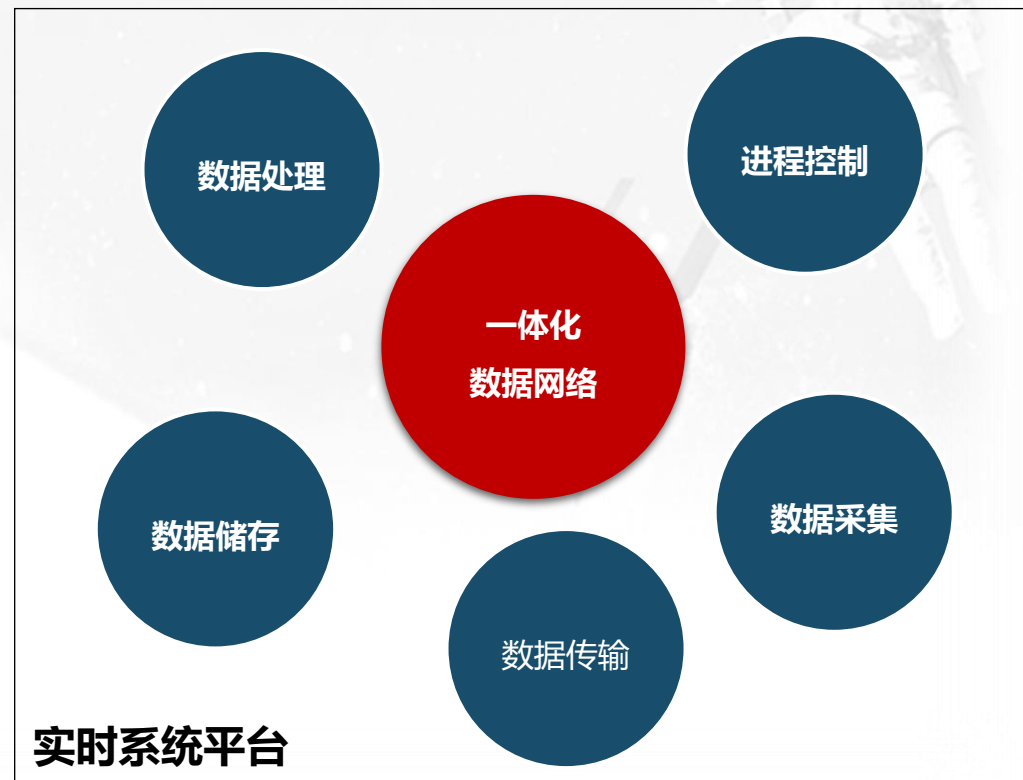 数据处理
进程控制
一体化
数据网络
数据储存
数据采集
数据传输
实时系统平台